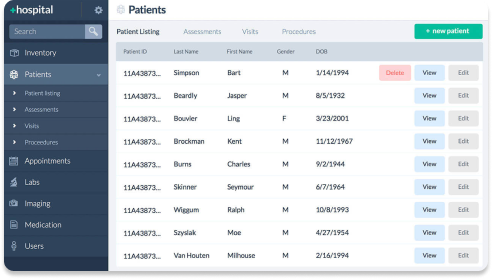 +hospital
Patients
Search
Patient Listing Assessments Visits Procedures + new patient
Inventory
Patient ID Last Name First Name Gender DOB
Patients
11A43873... Simpson Bart M 1/14/1994 Delete View Edit
Patient listing
11A43873... Beardly Jasper M 8/5/1932 View Edit
Assessments
11A43873... Bouvier Ling F 3/23/2001 View Edit
Visits
11A43873... Brockman Kent M 11/12/1967 View Edit
Proceedures
Appointments
11A43873... Burns Charles M 9/2/1944 View Edit
Labs
11A43873... Skinner Seymour M 6/7/1964 View Edit
Imaging
11A43873... Wiggum Ralph M 10/8/1993 View Edit
Medication
11A43873... Szyslak Moe M 4/27/1954 View Edit
Users
11A43873... Van Houten Milhouse M 2/16/1994 View Edit